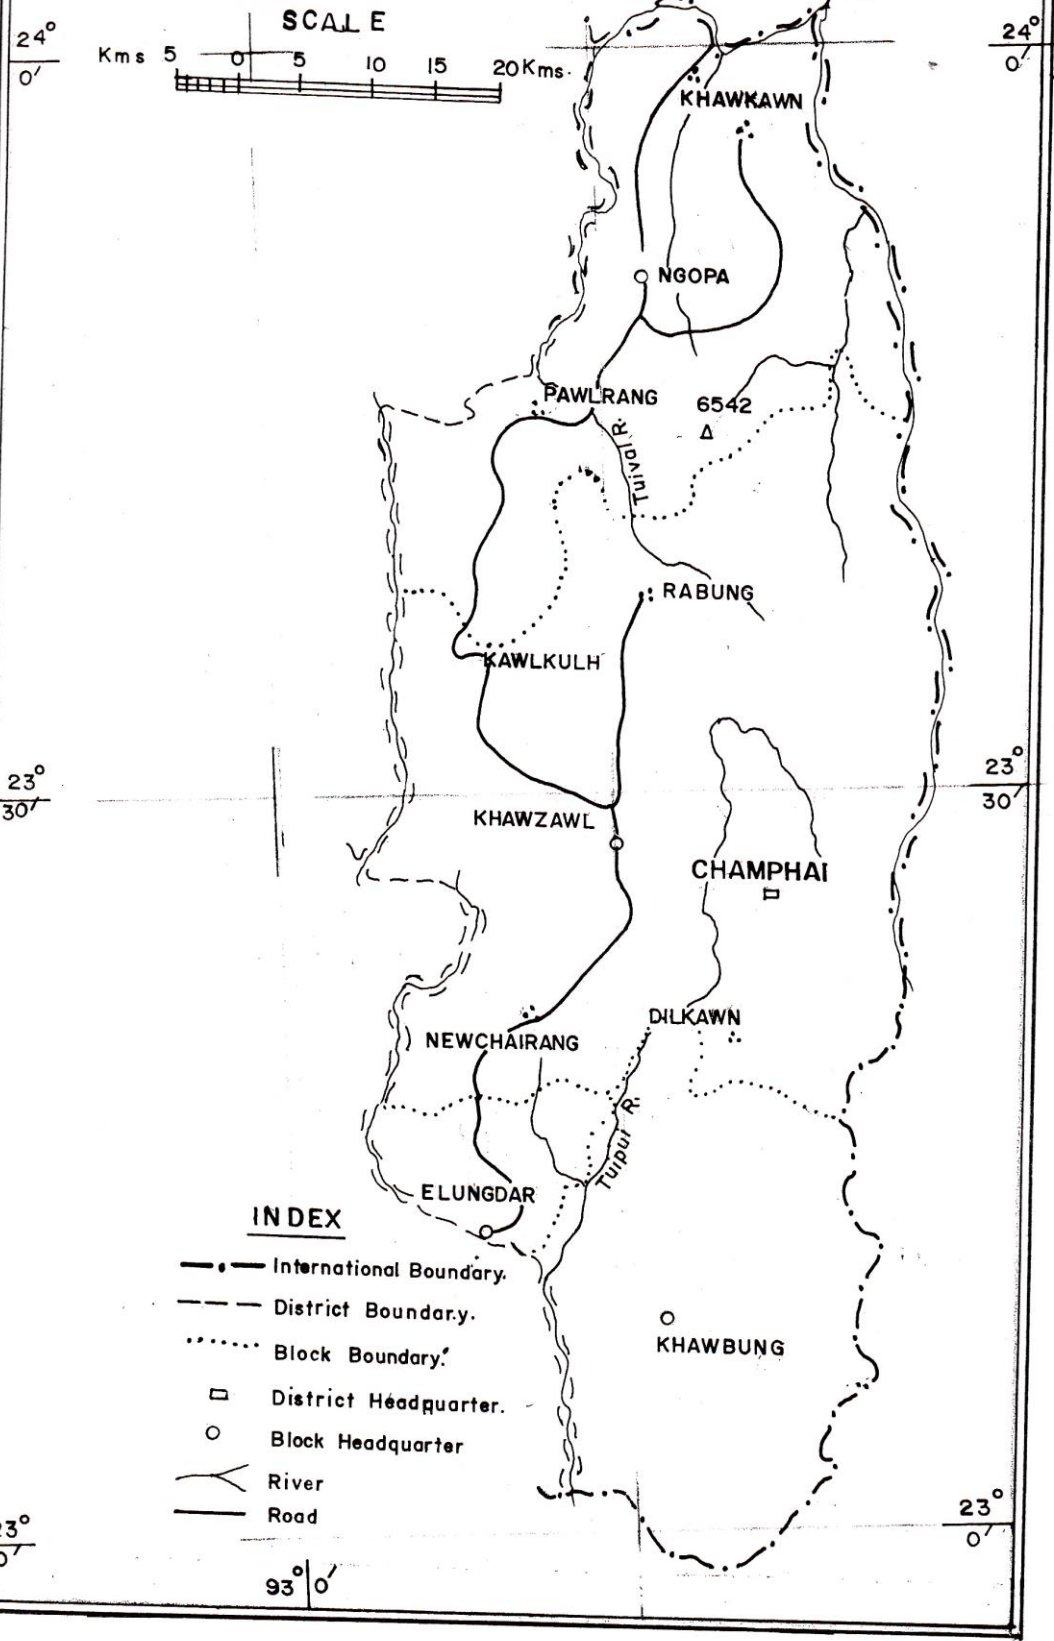 SCALE
24° 0′
24° 0′
Kms 5 0 5 10 15 20 Kms.
KHAWKAWN
NGOPA
PAWLRANG
6542
Tuival R.
RABUNG
KAWLKULH
23° 30′
23° 30′
KHAWZAWL
CHAMPHAI
DILKAWN
NEWCHAIRANG
Tuipui R.
ELUNGDAR
INDEX
International Boundary.
District Boundary.
Block Boundary.
District Headquarter.
Block Headquarter
River
Road
KHAWBUNG
23° 0′
23° 0′
93° 0′